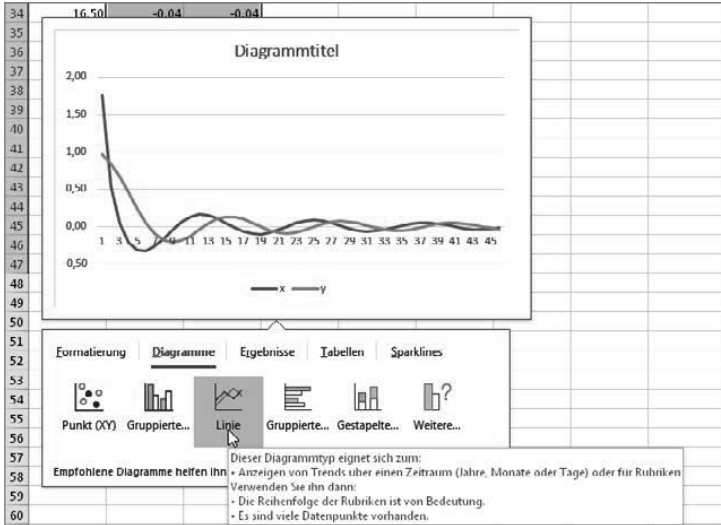 34 16,50 -0,04 -0,04
35
36 Diagrammtitel
37
2,00
38
39 1,50
40
41 1,00
42
43 0,50
44
45 0,00
1 3 5 7 9 11 13 15 17 19 21 23 25 27 29 31 33 35 37 39 41 43 45
46
47 0,50
48
x y
49
50
51
52 Formatierung Diagramme Ergebnisse Tabellen Sparklines
53
54
55 Punkt (XY) Gruppierte... Linie Gruppierte... Gestapelte... Weitere...
56
57 Dieser Diagrammtyp eignet sich zum:
58 Empfohlene Diagramme helfen Ihn • Anzeigen von Trends über einen Zeitraum (Jahre, Monate oder Tage) oder für Rubriken
Verwenden Sie ihn dann:
59 • Die Reihenfolge der Rubriken ist von Bedeutung.
60 • Es sind viele Datenpunkte vorhanden.